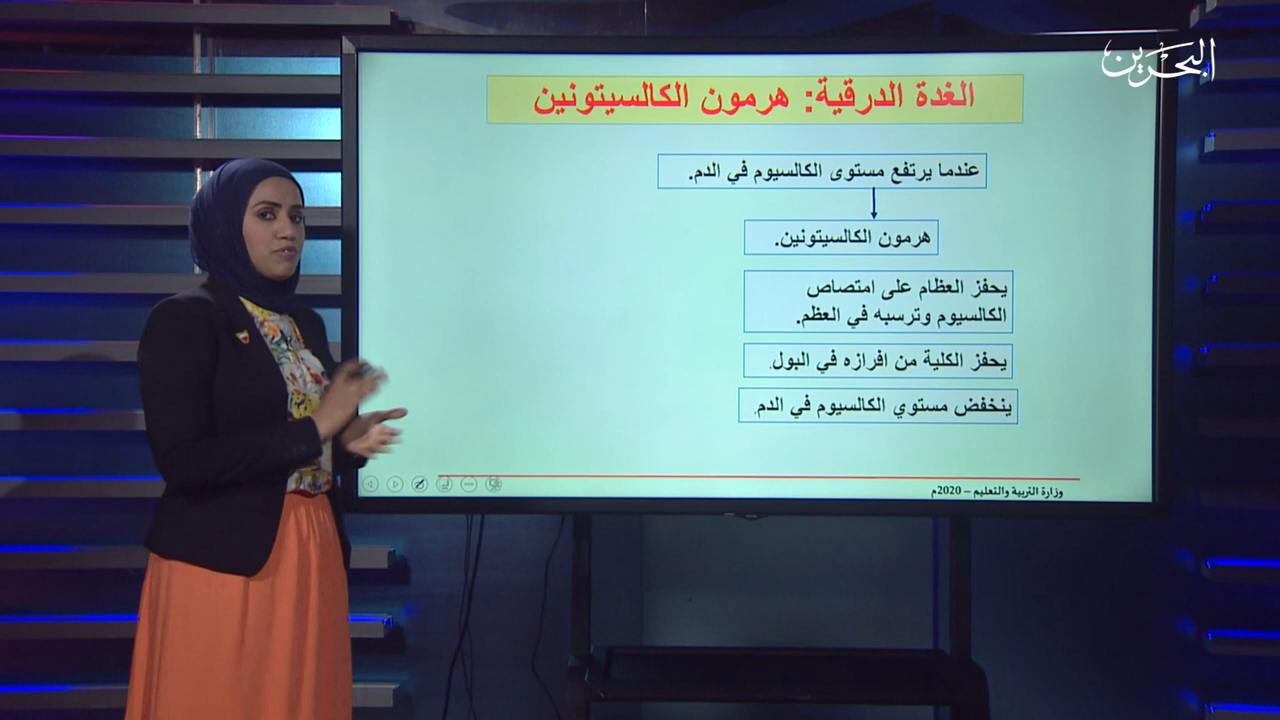 البحرين
الغدة الدرقية: هرمون الكالسيتونين
عندما يرتفع مستوى الكالسيوم في الدم.
هرمون الكالسيتونين.
يحفز العظام على امتصاص
الكالسيوم وترسبه في العظم.
يحفز الكلية من افرازه في البول.
ينخفض مستوي الكالسيوم في الدم.
وزارة التربية والتعليم – 2020م